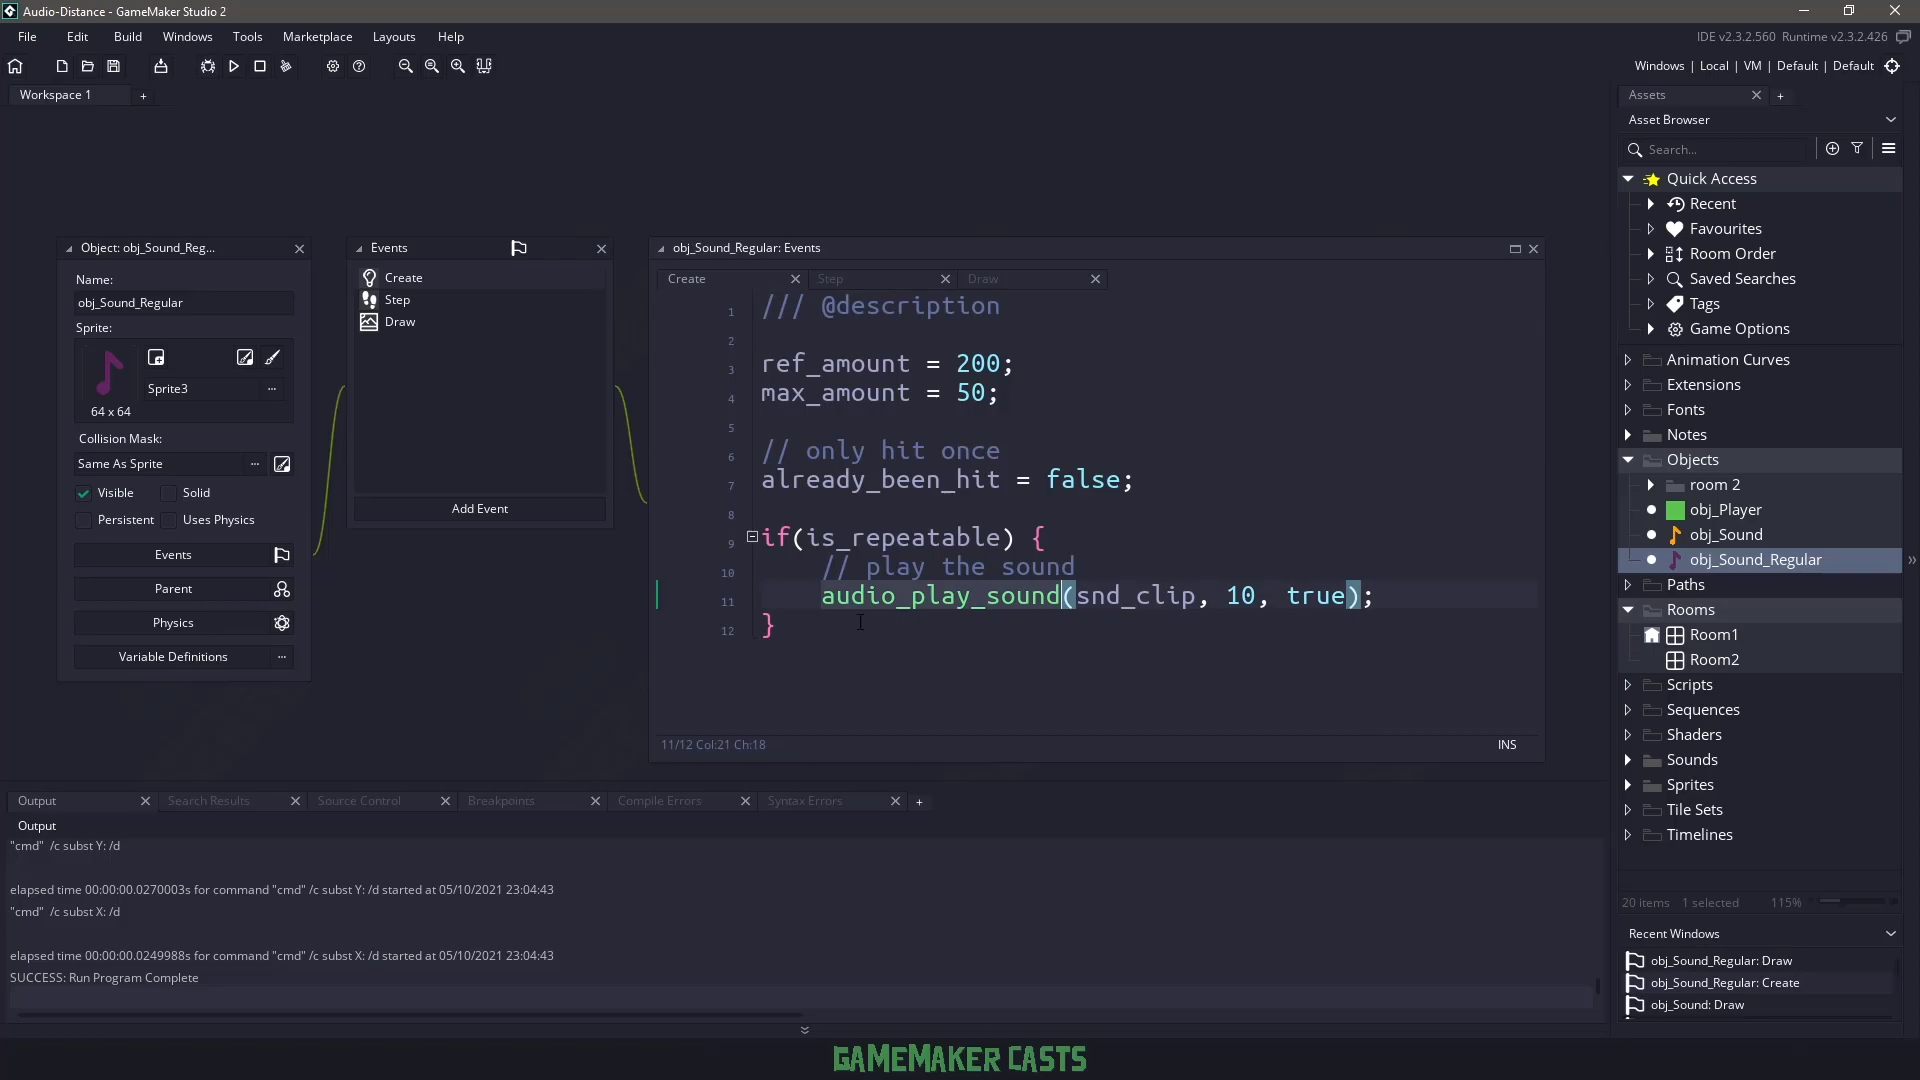 Audio-Distance - GameMaker Studio 2
File Edit Build Windows Tools Marketplace Layouts Help
IDE v2.3.2.560 Runtime v2.3.2.426
Windows | Local | VM | Default | Default
Workspace 1 +
Assets +
Asset Browser
Search...
Quick Access
Recent
Favourites
Room Order
Saved Searches
Tags
Game Options
Animation Curves
Extensions
Fonts
Notes
Objects
room 2
obj_Player
obj_Sound
obj_Sound_Regular
Paths
Rooms
Room1
Room2
Scripts
Sequences
Shaders
Sounds
Sprites
Tile Sets
Timelines
20 items 1 selected 115%
Recent Windows
obj_Sound_Regular: Draw
obj_Sound_Regular: Create
obj_Sound: Draw
Object: obj_Sound_Reg...
Name:
obj_Sound_Regular
Sprite:
Sprite3 ...
64 x 64
Collision Mask:
Same As Sprite ...
Visible Solid
Persistent Uses Physics
Events
Parent
Physics
Variable Definitions ...
Events
Create
Step
Draw
Add Event
obj_Sound_Regular: Events
Create Step Draw
1 /// @description
2
3 ref_amount = 200;
4 max_amount = 50;
5
6 // only hit once
7 already_been_hit = false;
8
9 if(is_repeatable) {
10 // play the sound
11 audio_play_sound(snd_clip, 10, true);
12 }
11/12 Col:21 Ch:18 INS
Output Search Results Source Control Breakpoints Compile Errors Syntax Errors +
Output
"cmd" /c subst Y: /d
elapsed time 00:00:00.0270003s for command "cmd" /c subst Y: /d started at 05/10/2021 23:04:43
"cmd" /c subst X: /d
elapsed time 00:00:00.0249988s for command "cmd" /c subst X: /d started at 05/10/2021 23:04:43
SUCCESS: Run Program Complete
GAMEMAKER CASTS